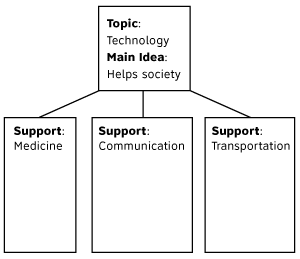 Topic:
Technology
Main Idea:
Helps society
Support:
Medicine
Support:
Communication
Support:
Transportation